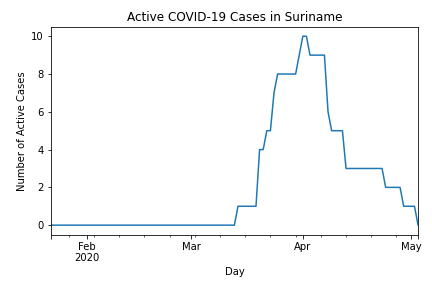 Active COVID-19 Cases in Suriname
Number of Active Cases
10
8
6
4
2
0
Feb
2020
Mar
Apr
May
Day